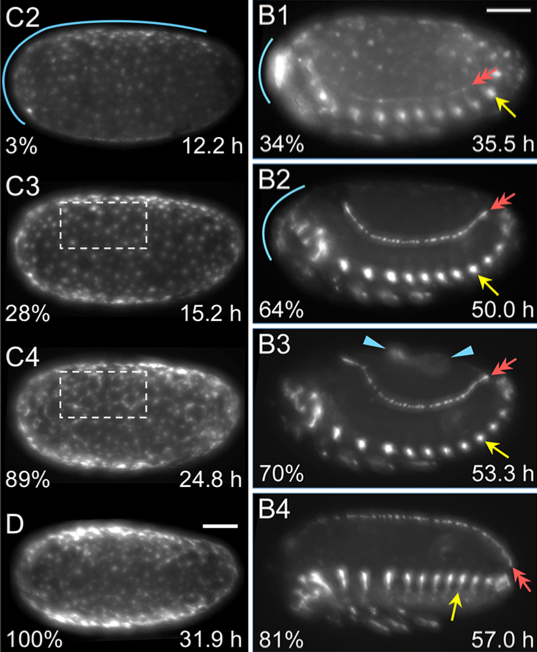 C2
3% 12.2 h
C3
28% 15.2 h
C4
89% 24.8 h
D
100% 31.9 h
B1
34% 35.5 h
B2
64% 50.0 h
B3
70% 53.3 h
B4
81% 57.0 h